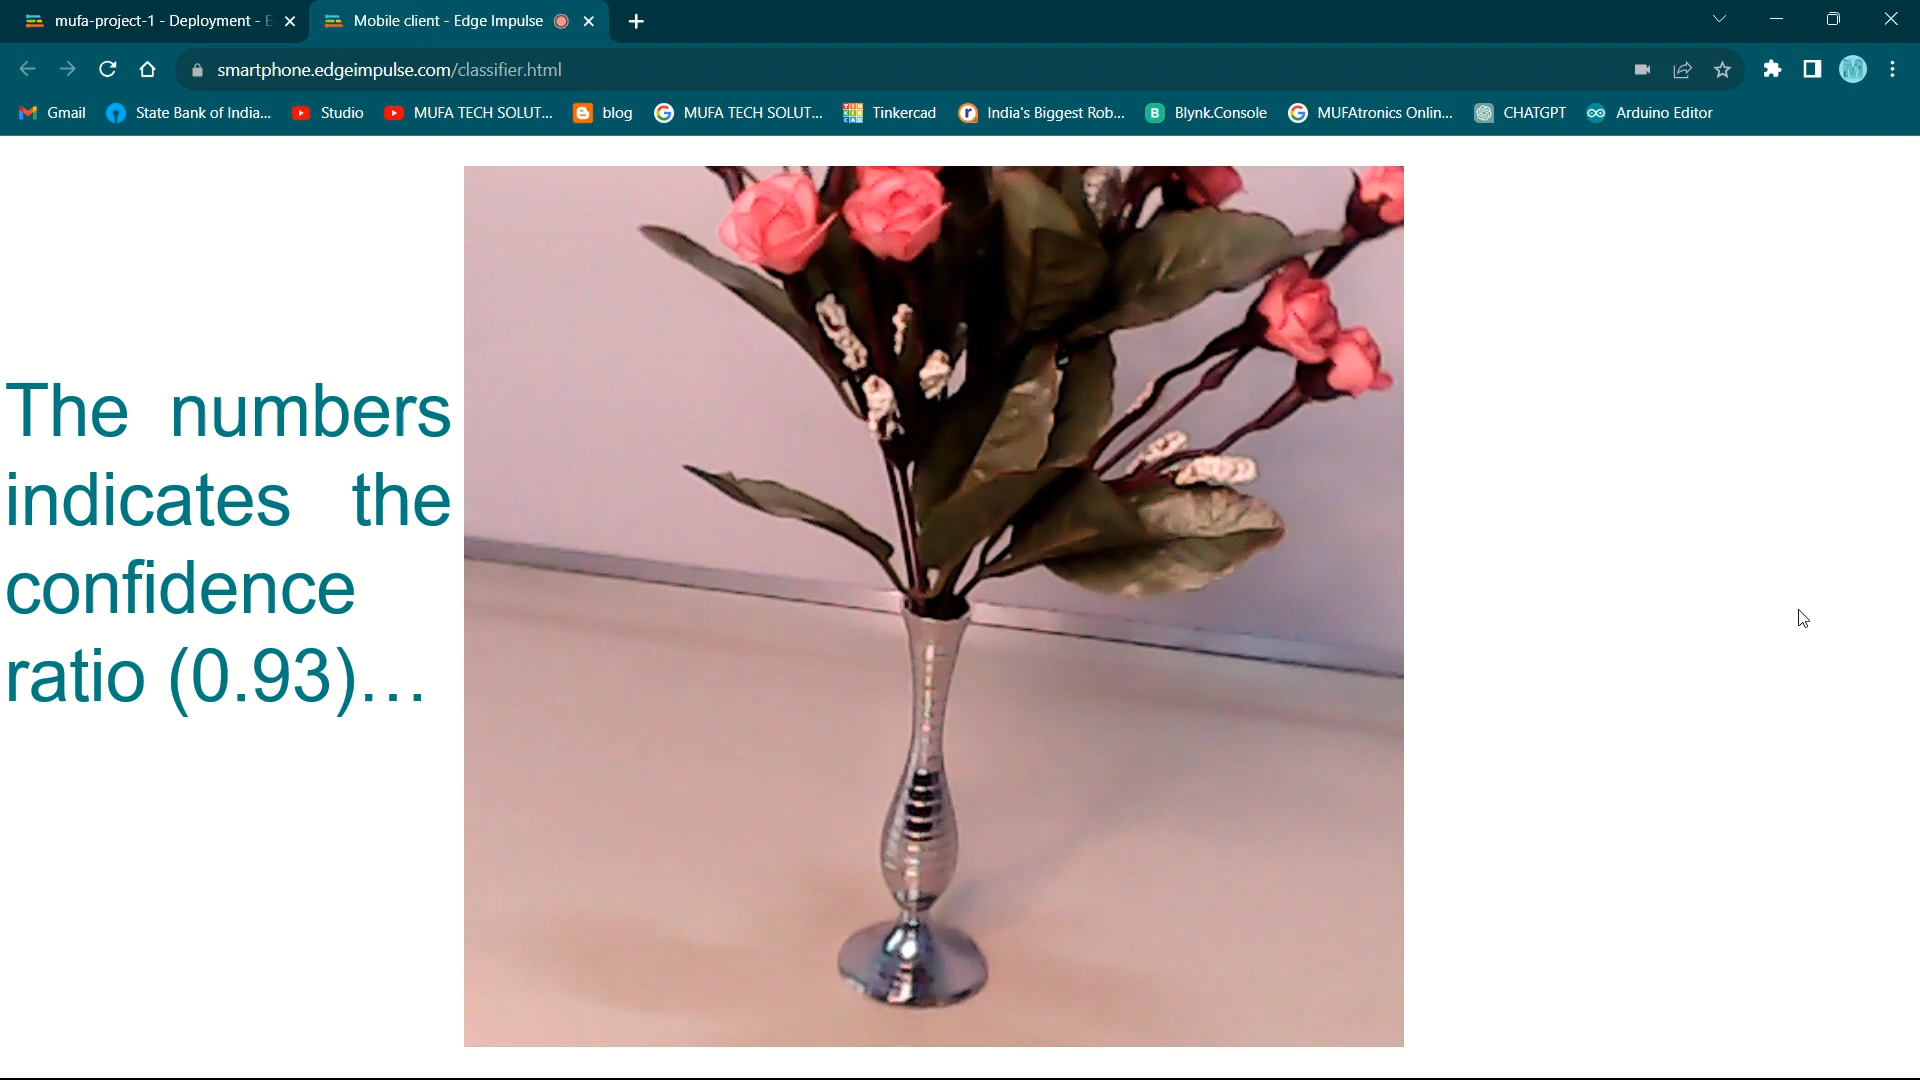 mufa-project-1 - Deployment - E
Mobile client - Edge Impulse
smartphone.edgeimpulse.com/classifier.html
Gmail
State Bank of India...
Studio
MUFA TECH SOLUT...
blog
MUFA TECH SOLUT...
Tinkercad
India's Biggest Rob...
Blynk.Console
MUFAtronics Onlin...
CHATGPT
Arduino Editor
The numbers
indicates the
confidence
ratio (0.93)...